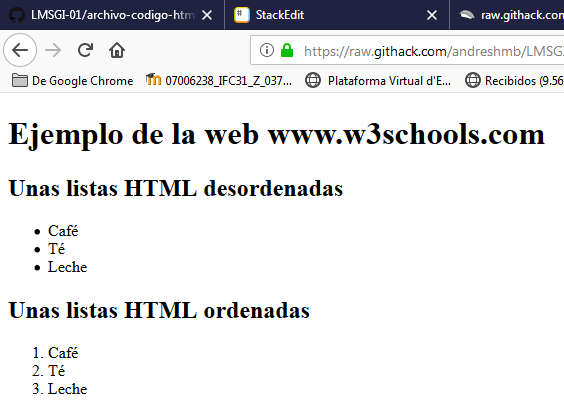 LMSGI-01/archivo-codigo-htm
StackEdit
raw.githack.com
https://raw.githack.com/andreshmb/LMSG
De Google Chrome
07006238_IFC31_Z_037...
Plataforma Virtual d'E...
Recibidos (9.56
Ejemplo de la web www.w3schools.com
Unas listas HTML desordenadas
• Café
• Té
• Leche
Unas listas HTML ordenadas
1. Café
2. Té
3. Leche